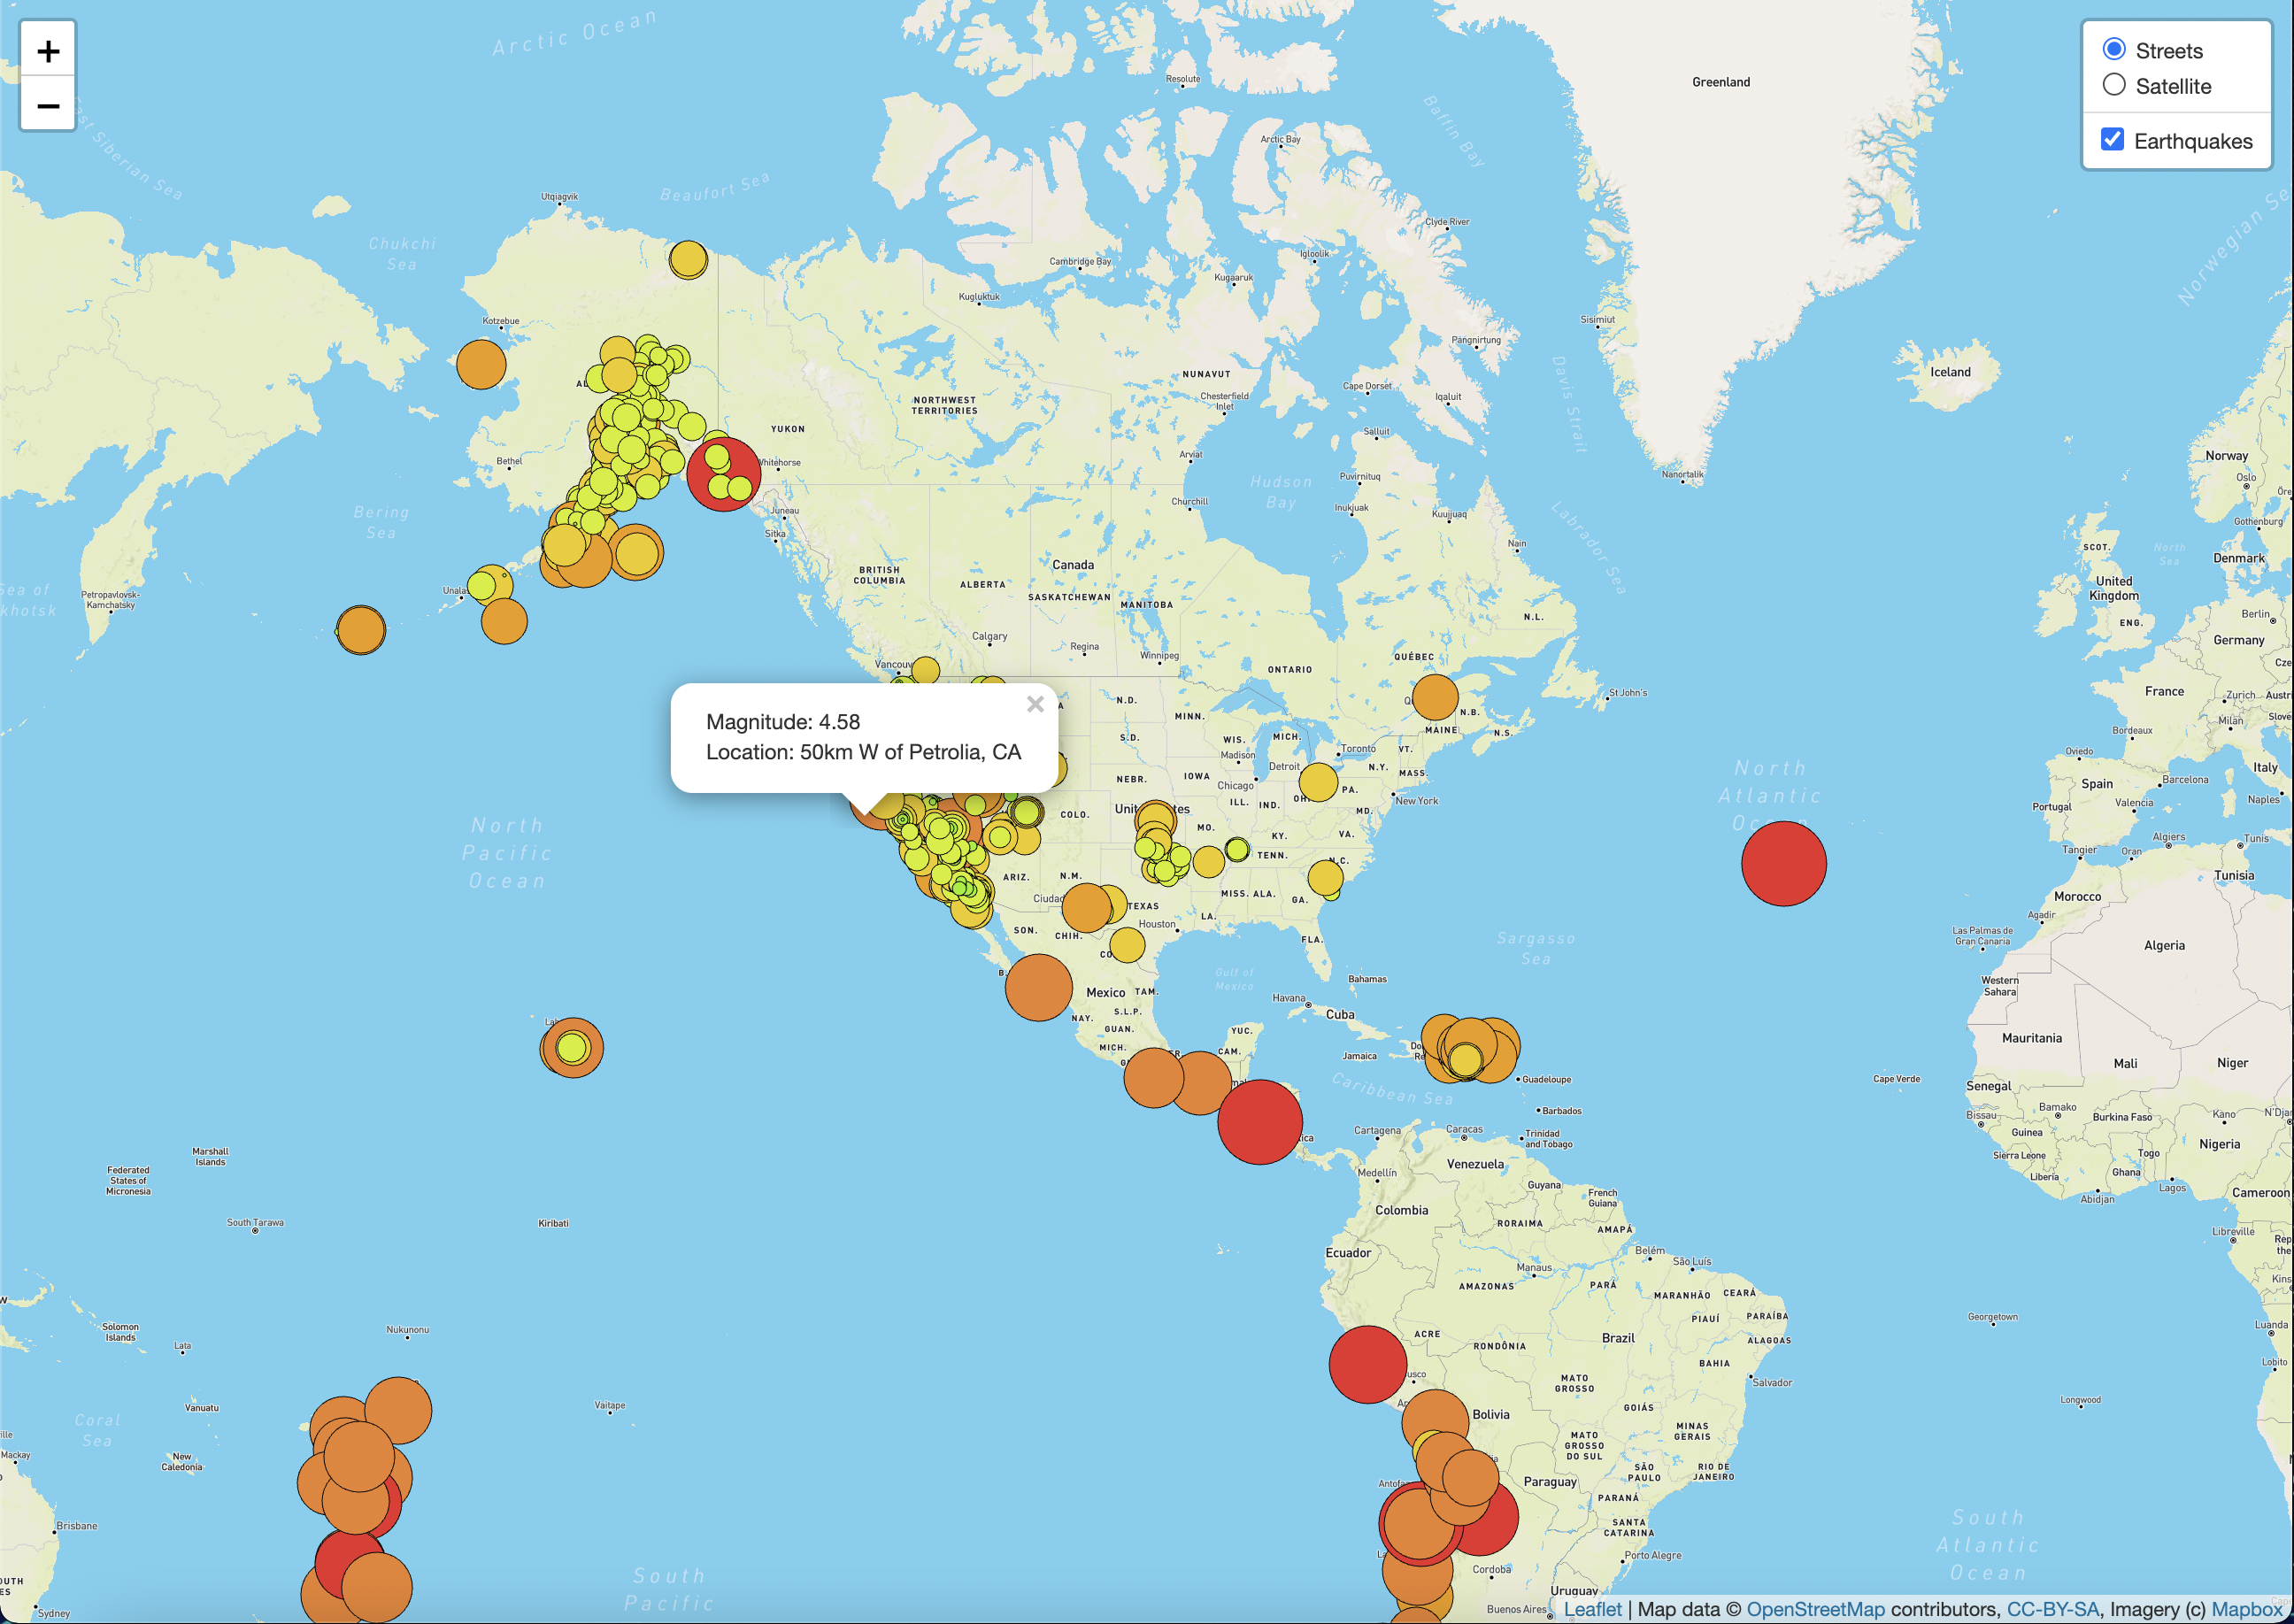 +
−
Streets
Satellite
Earthquakes
Arctic Ocean
East Siberian Sea
Beaufort Sea
Chukchi
Sea
Baffin Bay
Norwegian Se
Greenland
Resolute
Arctic Bay
Utqiagvik
Clyde River
Igloolik
Cambridge Bay
Kugaaruk
Kugluktuk
Kotzebue
Sisimiut
Pangnirtung
Davis Strait
Iceland
NUNAVUT
Cape Dorset
Chesterfield
Inlet
Iqaluit
NORTHWEST
TERRITORIES
YUKON
Salluit
Bethel
Whitehorse
Arviat
Puvirnituq
Nanortalik
Norway
Oslo
Hudson
Bay
Churchill
Inukjuak
Kuujjuaq
Labrador Sea
Juneau
Sitka
Bering
Sea
Gothenburg
Nain
SCOT.
North
Sea
Denmark
BRITISH
COLUMBIA
ALBERTA
Canada
SASKATCHEWAN
MANITOBA
United
Kingdom
Sea of
khotsk
Petropavlovsk-
Kamchatsky
Unalas
N.L.
ENG.
Berlin
Germany
Calgary
Regina
Winnipeg
Vancouv
ONTARIO
QUÉBEC
Cze
St John's
France
Zurich
Austri
N.D.
MINN.
N.B.
MAINE
N.S.
Milan
Slove
Bordeaux
Magnitude: 4.58
Location: 50km W of Petrolia, CA
×
S.D.
WIS.
MICH.
Madison
Toronto
VT.
Oviedo
Detroit
N.Y.
MASS.
North
Atlantic
Ocean
NEBR.
IOWA
Chicago
PA.
Spain
Barcelona
Italy
Portugal
Valencia
Naples
New York
ILL.
IND.
MD.
COLO.
MO.
KY.
VA.
TENN.
N.C.
Algiers
Tunis
Tangier
Oran
Tunisia
North
Pacific
Ocean
ARIZ.
N.M.
MISS.
ALA.
GA.
Morocco
Agadir
TEXAS
LA.
Houston
SON.
CHIH.
FLA.
Las Palmas de
Gran Canaria
Algeria
Sargasso
Sea
Gulf of
Mexico
Bahamas
Western
Sahara
Mexico
TAM.
Havana
Cuba
NAY.
S.L.P.
GUAN.
MICH.
YUC.
CAM.
Jamaica
Mauritania
Mali
Niger
Guadeloupe
Cape Verde
Senegal
Caribbean Sea
Barbados
Bissau
Bamako
Burkina Faso
Kano
Cartagena
Caracas
Trinidad
and Tobago
Guinea
Togo
Nigeria
Sierra Leone
Ghana
Liberia
Marshall
Islands
Federated
States of
Micronesia
Medellín
Venezuela
Guyana
French
Guiana
Abidjan
Lagos
Cameroon
Colombia
South Tarawa
Kiribati
RORAIMA
AMAPÁ
Libreville
Ecuador
Belém
São Luís
Manaus
AMAZONAS
PARÁ
MARANHÃO
CEARÁ
PIAUÍ
PARAÍBA
ALAGOAS
Georgetown
Luanda
Solomon
Islands
Lata
Nukunonu
ACRE
RONDÔNIA
Brazil
BAHIA
Lobito
MATO
GROSSO
Salvador
Vanuatu
Vaitape
Longwood
Coral
Sea
Bolivia
GOIÁS
MINAS
GERAIS
MATO
GROSSO
DO SUL
Mackay
New
Caledonia
SÃO
PAULO
RIO DE
JANEIRO
Paraguay
PARANÁ
Brisbane
SANTA
CATARINA
South
Atlantic
Ocean
Porto Alegre
Cordoba
South
Pacific
Uruguay
Buenos Aires
Sydney
Leaflet | Map data © OpenStreetMap contributors, CC-BY-SA, Imagery (c) Mapbox